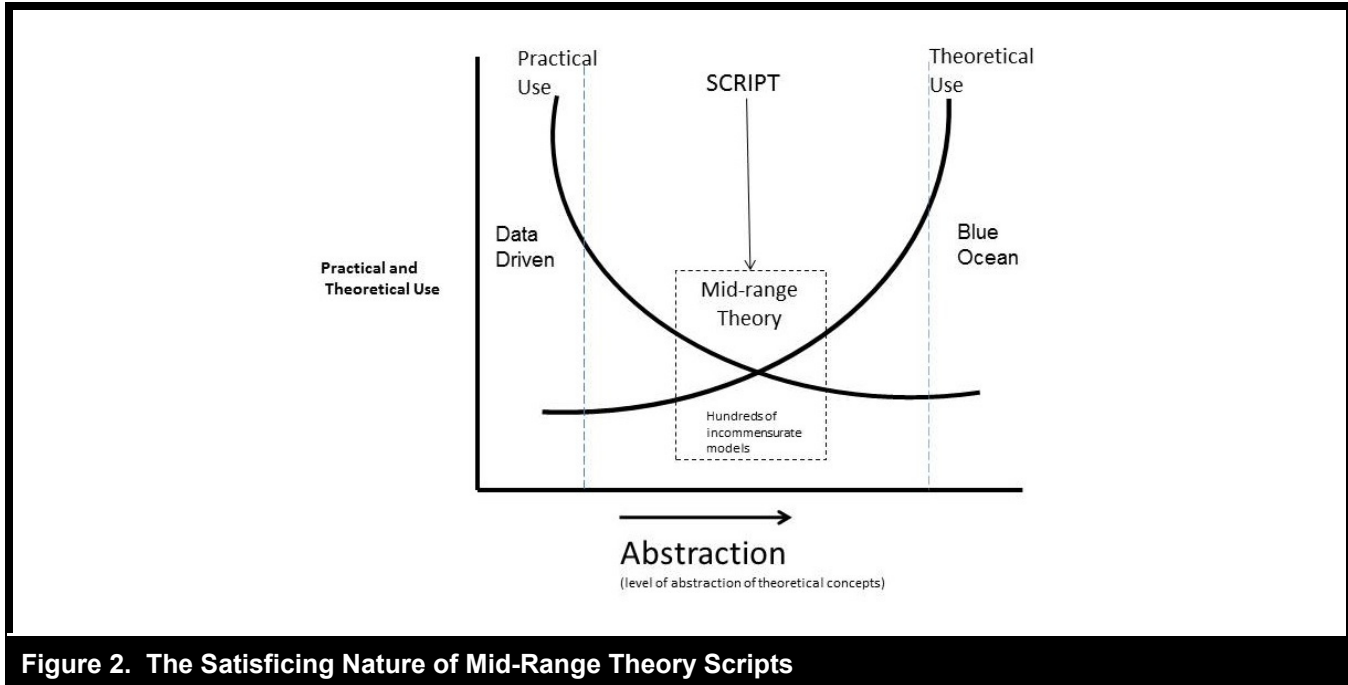 Practical
Use
SCRIPT
Theoretical
Use
Data
Driven
Blue
Ocean
Practical and
Theoretical Use
Mid-range
Theory
Hundreds of
incommensurate
models
Abstraction
(level of abstraction of theoretical concepts)
Figure 2. The Satisficing Nature of Mid-Range Theory Scripts